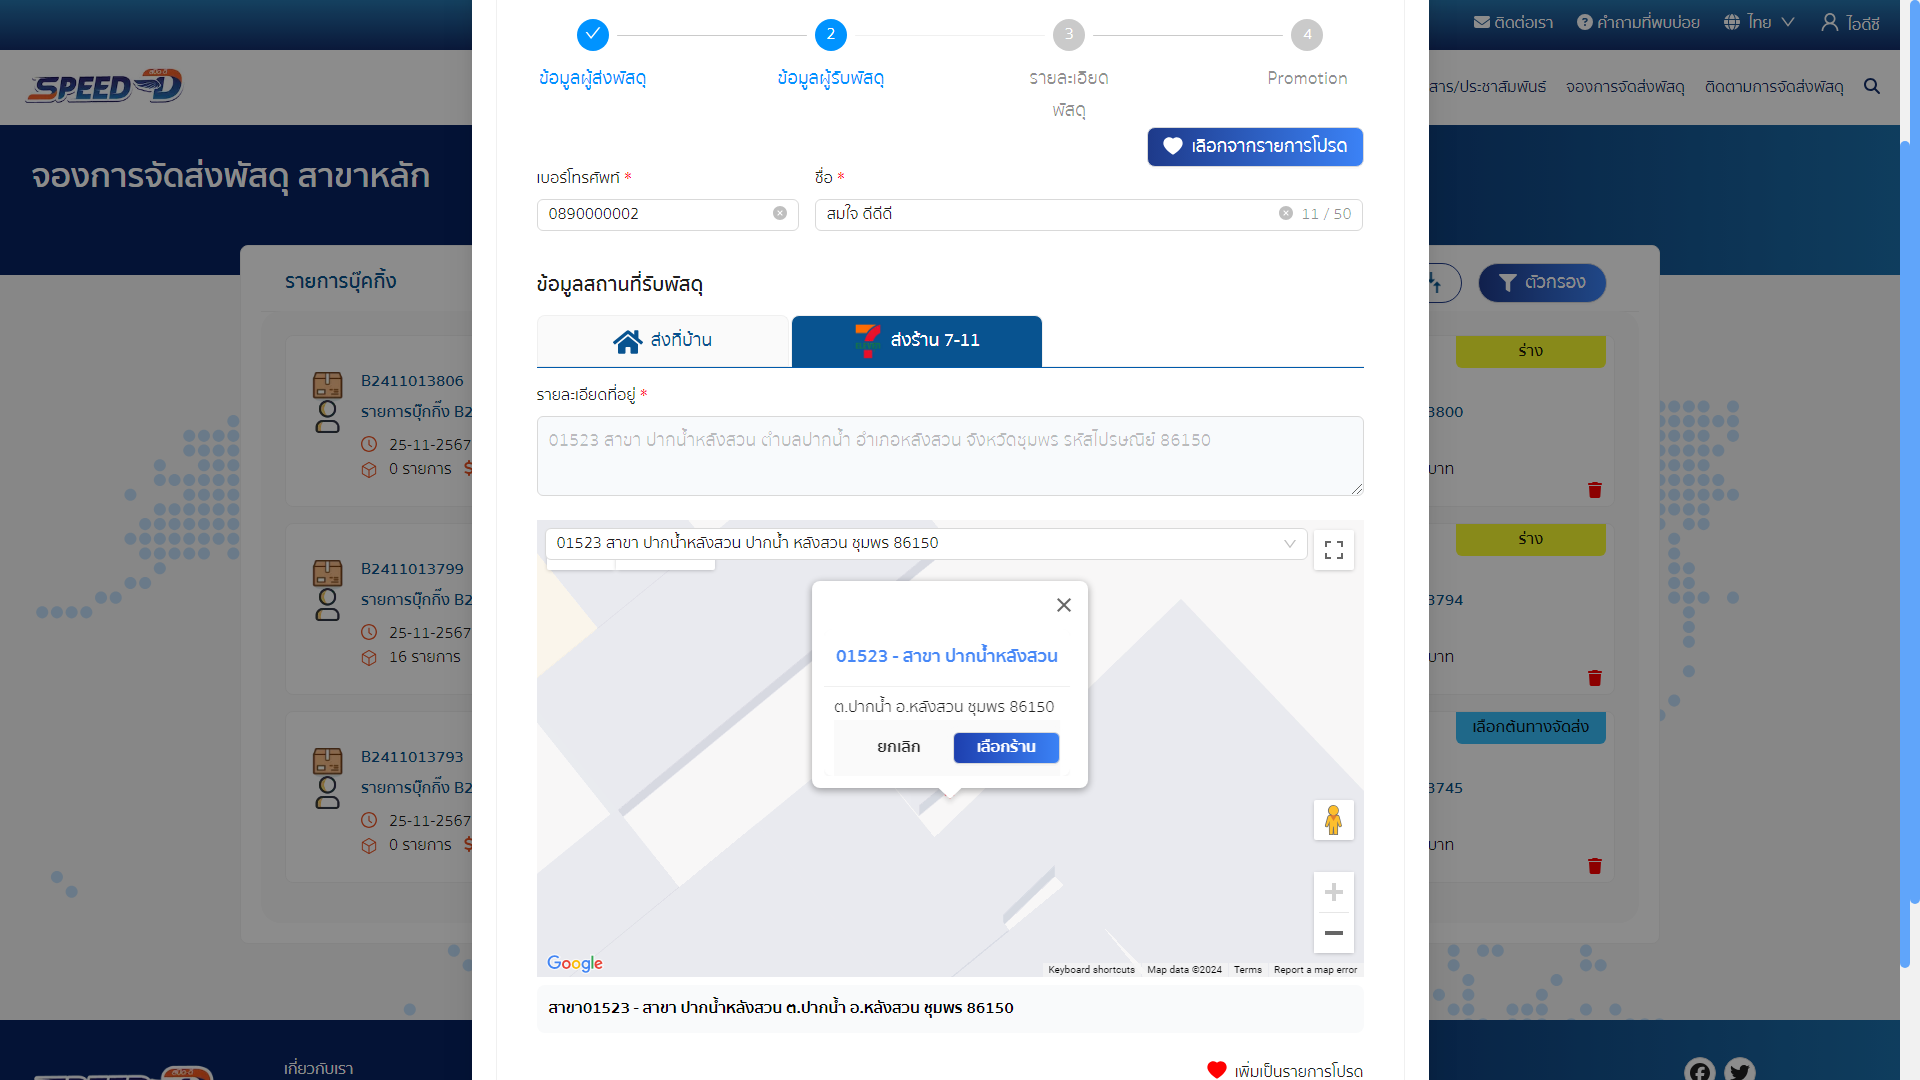 ติดต่อเรา
คำถามที่พบบ่อย
ไทย
ไอดีซี
SPEED-D
สาร/ประชาสัมพันธ์
จองการจัดส่งพัสดุ
ติดตามการจัดส่งพัสดุ
จองการจัดส่งพัสดุ สาขาหลัก
2
3
4
ข้อมูลผู้ส่งพัสดุ
ข้อมูลผู้รับพัสดุ
รายละเอียด
พัสดุ
Promotion
เลือกจากรายการโปรด
เบอร์โทรศัพท์ *
ชื่อ *
0890000002
สมใจ ดีดีดี
11 / 50
ข้อมูลสถานที่รับพัสดุ
ส่งที่บ้าน
ส่งร้าน 7-11
รายละเอียดที่อยู่ *
01523 สาขา ปากน้ำหลังสวน ตำบลปากน้ำ อำเภอหลังสวน จังหวัดชุมพร รหัสไปรษณีย์ 86150
01523 สาขา ปากน้ำหลังสวน ปากน้ำ หลังสวน ชุมพร 86150
01523 - สาขา ปากน้ำหลังสวน
ต.ปากน้ำ อ.หลังสวน ชุมพร 86150
ยกเลิก
เลือกร้าน
Google
Keyboard shortcuts
Map data ©2024
Terms
Report a map error
สาขา01523 - สาขา ปากน้ำหลังสวน ต.ปากน้ำ อ.หลังสวน ชุมพร 86150
เพิ่มเป็นรายการโปรด
รายการบุ๊คกิ้ง
ตัวกรอง
B2411013806
รายการบุ๊กกิ้ง B2
25-11-2567
0 รายการ $
ร่าง
3800
บาท
B2411013799
รายการบุ๊กกิ้ง B2
25-11-2567
16 รายการ
ร่าง
3794
บาท
B2411013793
รายการบุ๊กกิ้ง B2
25-11-2567
0 รายการ $
เลือกต้นทางจัดส่ง
3745
บาท
เกี่ยวกับเรา